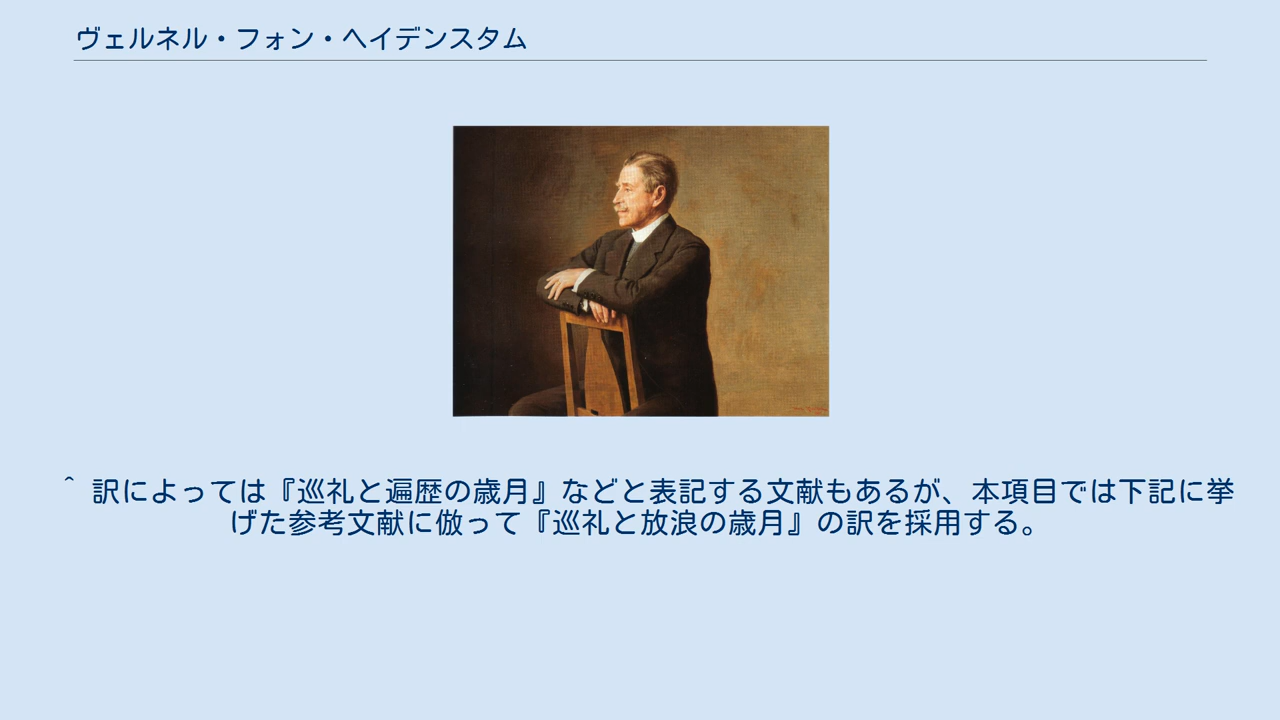 ヴェルネル・フォン・ヘイデンスタム
^ 訳によっては『巡礼と遍歴の歳月』などと表記する文献もあるが、本項目では下記に挙
げた参考文献に倣って『巡礼と放浪の歳月』の訳を採用する。